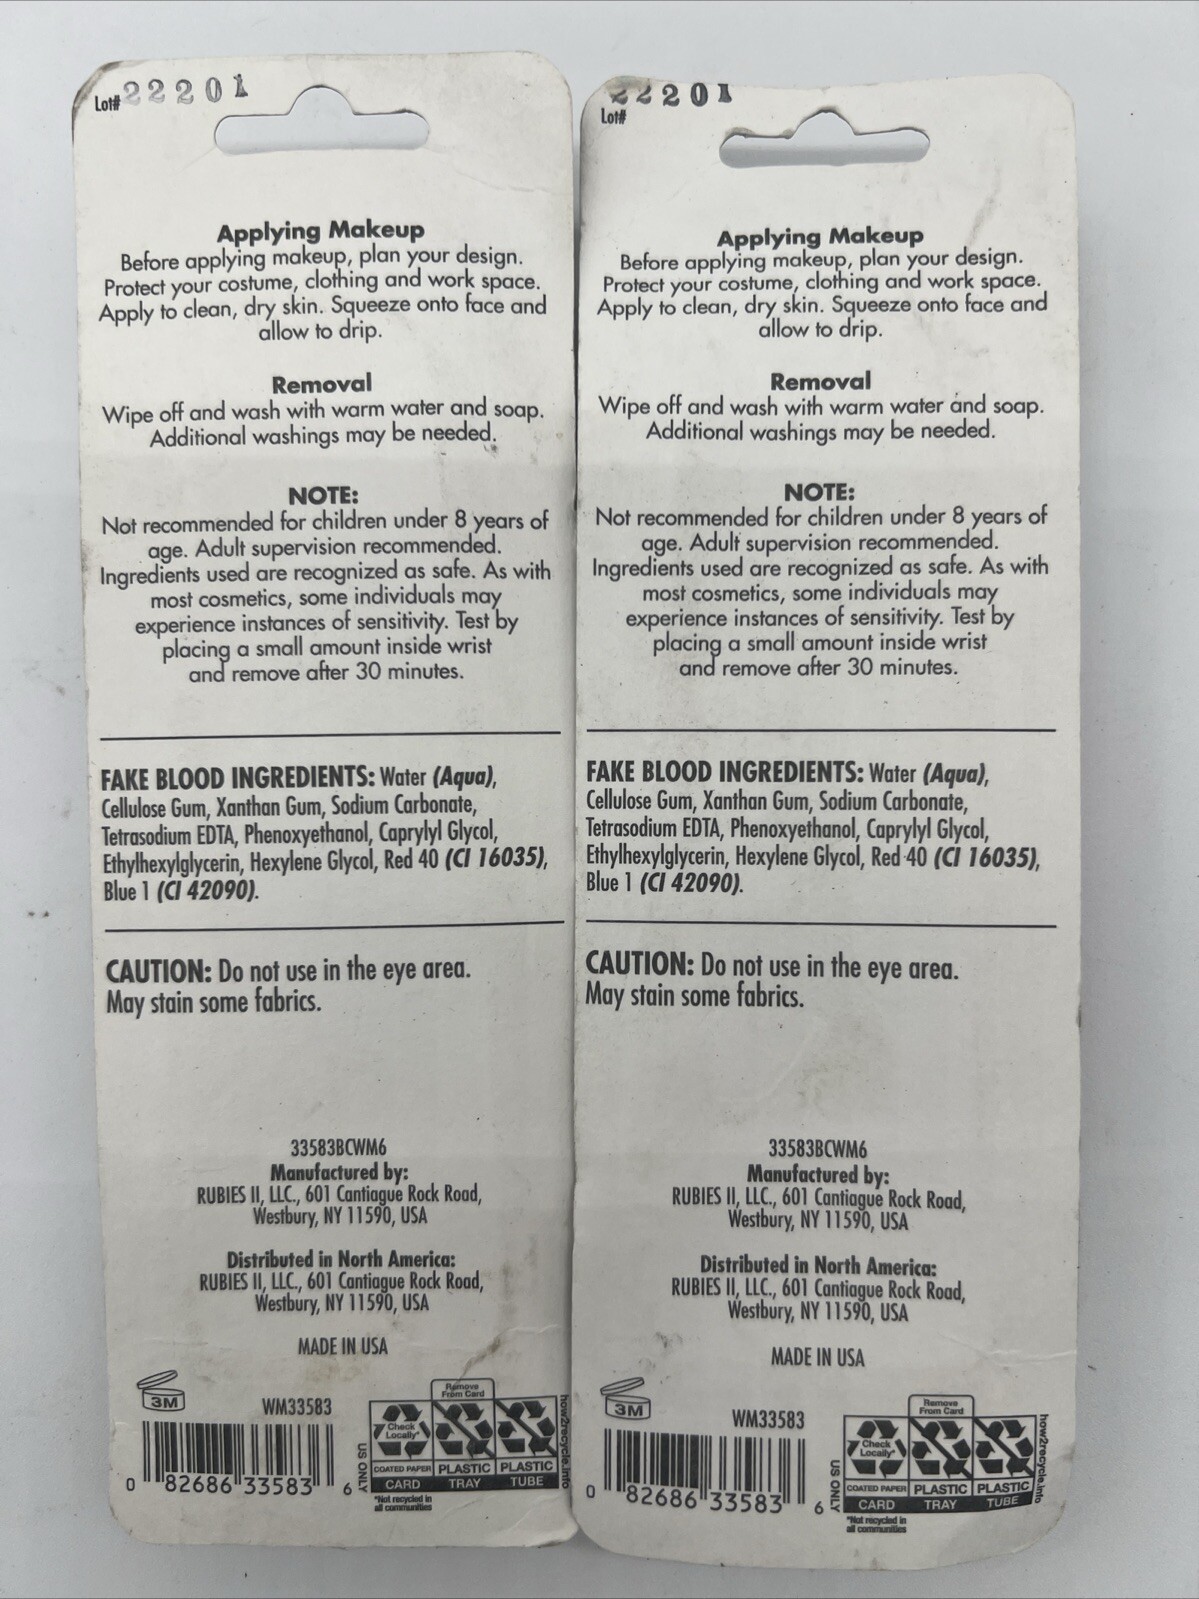 Lot# 22201
Applying Makeup
Before applying makeup, plan your design.
Protect your costume, clothing and work space.
Apply to clean, dry skin. Squeeze onto face and
allow to drip.
Removal
Wipe off and wash with warm water and soap.
Additional washings may be needed.
NOTE:
Not recommended for children under 8 years of
age. Adult supervision recommended.
Ingredients used are recognized as safe. As with
most cosmetics, some individuals may
experience instances of sensitivity. Test by
placing a small amount inside wrist
and remove after 30 minutes.
FAKE BLOOD INGREDIENTS: Water (Aqua),
Cellulose Gum, Xanthan Gum, Sodium Carbonate,
Tetrasodium EDTA, Phenoxyethanol, Caprylyl Glycol,
Ethylhexylglycerin, Hexylene Glycol, Red 40 (CI 16035),
Blue 1 (CI 42090).
CAUTION: Do not use in the eye area.
May stain some fabrics.
33583BCWM6
Manufactured by:
RUBIES II, LLC., 601 Cantiague Rock Road,
Westbury, NY 11590, USA
Distributed in North America:
RUBIES II, LLC., 601 Cantiague Rock Road,
Westbury, NY 11590, USA
MADE IN USA
3M
WM33583
0 82686 33583 6
US ONLY
Remove
From Card
Check
Locally*
COATED PAPER PLASTIC PLASTIC
CARD TRAY TUBE
*Not recycled in
all communities
how2recycle.info
22201
Lot#
Applying Makeup
Before applying makeup, plan your design.
Protect your costume, clothing and work space.
Apply to clean, dry skin. Squeeze onto face and
allow to drip.
Removal
Wipe off and wash with warm water and soap.
Additional washings may be needed.
NOTE:
Not recommended for children under 8 years of
age. Adult supervision recommended.
Ingredients used are recognized as safe. As with
most cosmetics, some individuals may
experience instances of sensitivity. Test by
placing a small amount inside wrist
and remove after 30 minutes.
FAKE BLOOD INGREDIENTS: Water (Aqua),
Cellulose Gum, Xanthan Gum, Sodium Carbonate,
Tetrasodium EDTA, Phenoxyethanol, Caprylyl Glycol,
Ethylhexylglycerin, Hexylene Glycol, Red 40 (CI 16035),
Blue 1 (CI 42090).
CAUTION: Do not use in the eye area.
May stain some fabrics.
33583BCWM6
Manufactured by:
RUBIES II, LLC., 601 Cantiague Rock Road,
Westbury, NY 11590, USA
Distributed in North America:
RUBIES II, LLC., 601 Cantiague Rock Road,
Westbury, NY 11590, USA
MADE IN USA
3M
WM33583
0 82686 33583 6
US ONLY
Remove
From Card
Check
Locally*
COATED PAPER PLASTIC PLASTIC
CARD TRAY TUBE
*Not recycled in
all communities
how2recycle.info